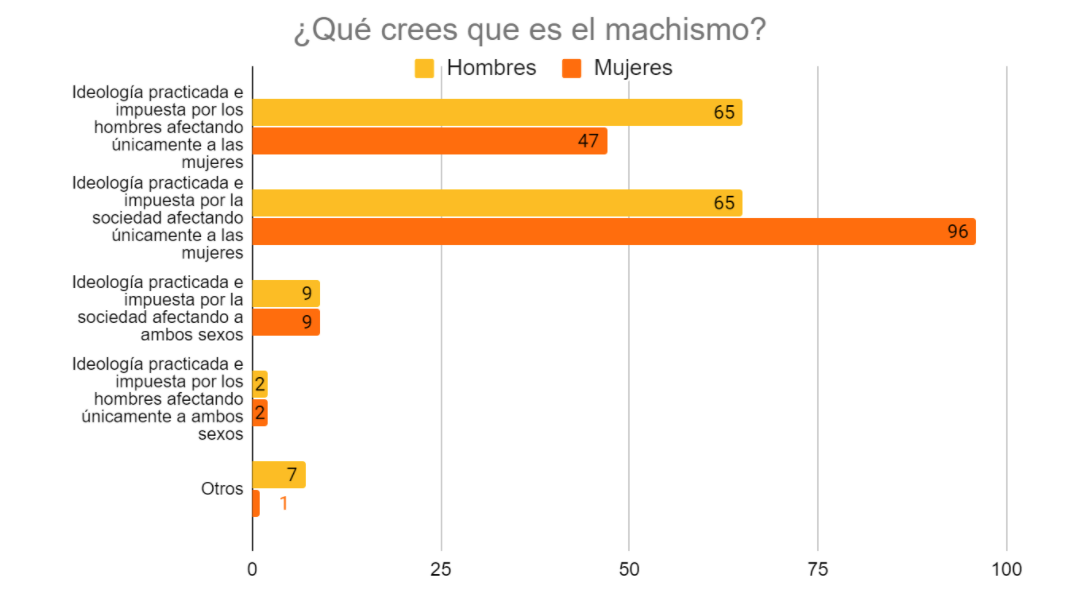 ¿Qué crees que es el machismo?
Hombres Mujeres
Ideología practicada e
impuesta por los
hombres afectando
únicamente a las
mujeres
65
47
Ideología practicada e
impuesta por la
sociedad afectando
únicamente a las
mujeres
65
96
Ideología practicada e
impuesta por la
sociedad afectando a
ambos sexos
9
9
Ideología practicada e
impuesta por los
hombres afectando
únicamente a ambos
sexos
2
2
Otros
7
1
0 25 50 75 100